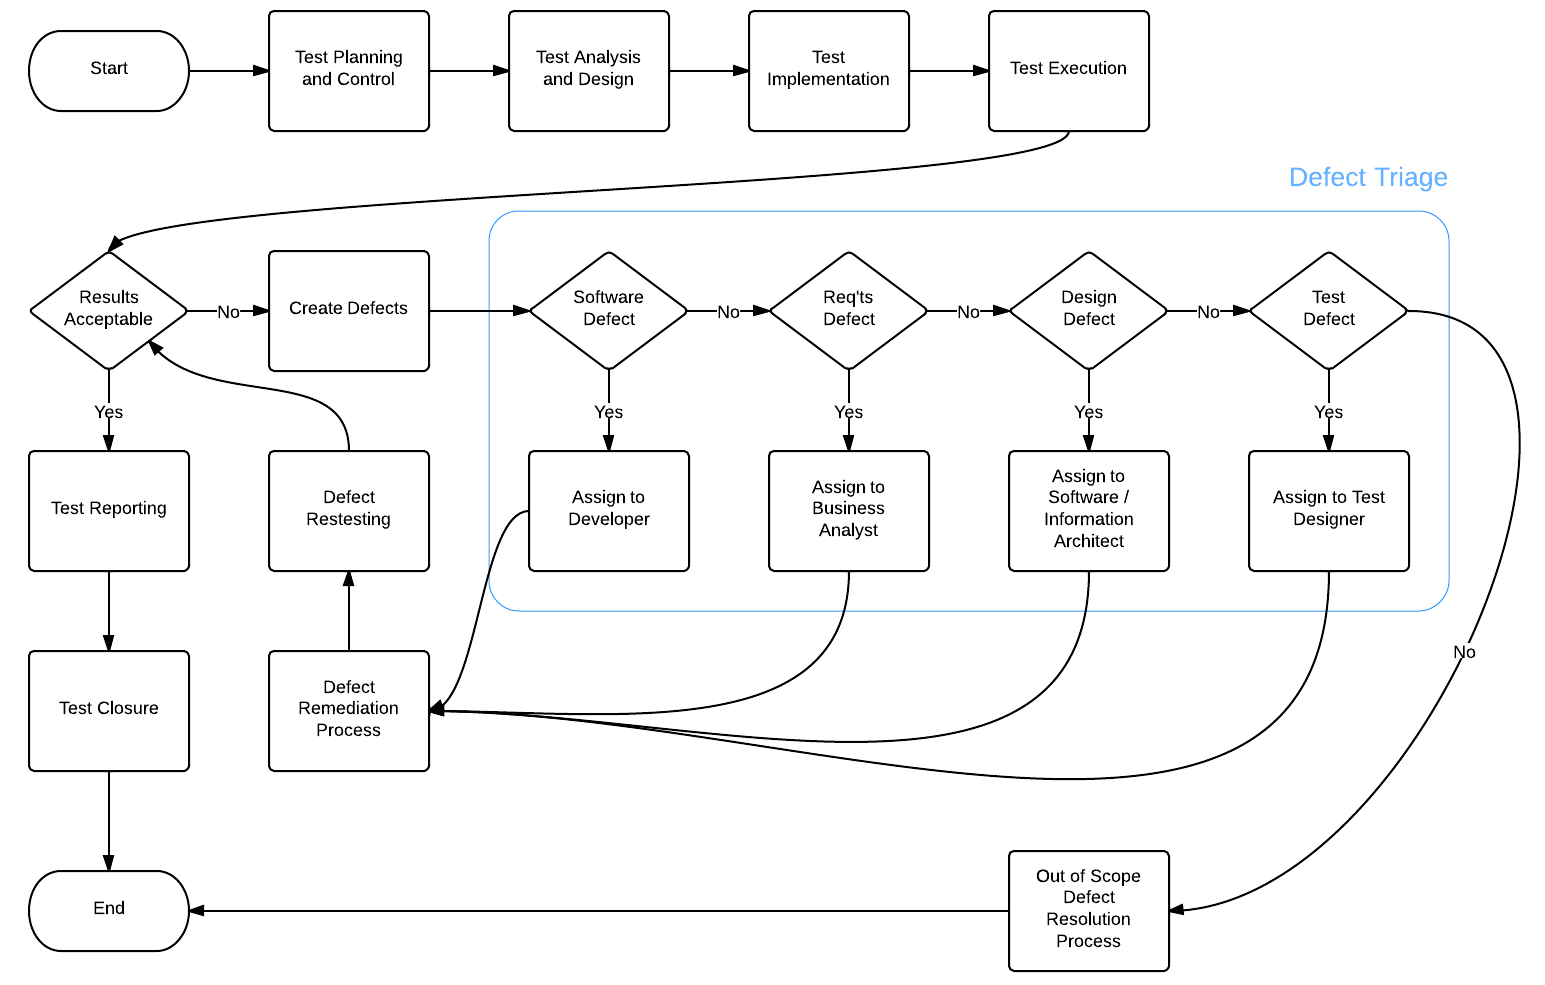 Start
Test Planning
and Control
Test Analysis
and Design
Test
Implementation
Test Execution
Defect Triage
Results
Acceptable
No
Create Defects
Software
Defect
No
Req'ts
Defect
No
Design
Defect
No
Test
Defect
Yes
Yes
Yes
Yes
Yes
Test Reporting
Defect
Restesting
Assign to
Developer
Assign to
Business
Analyst
Assign to
Software /
Information
Architect
Assign to Test
Designer
No
Test Closure
Defect
Remediation
Process
End
Out of Scope
Defect
Resolution
Process